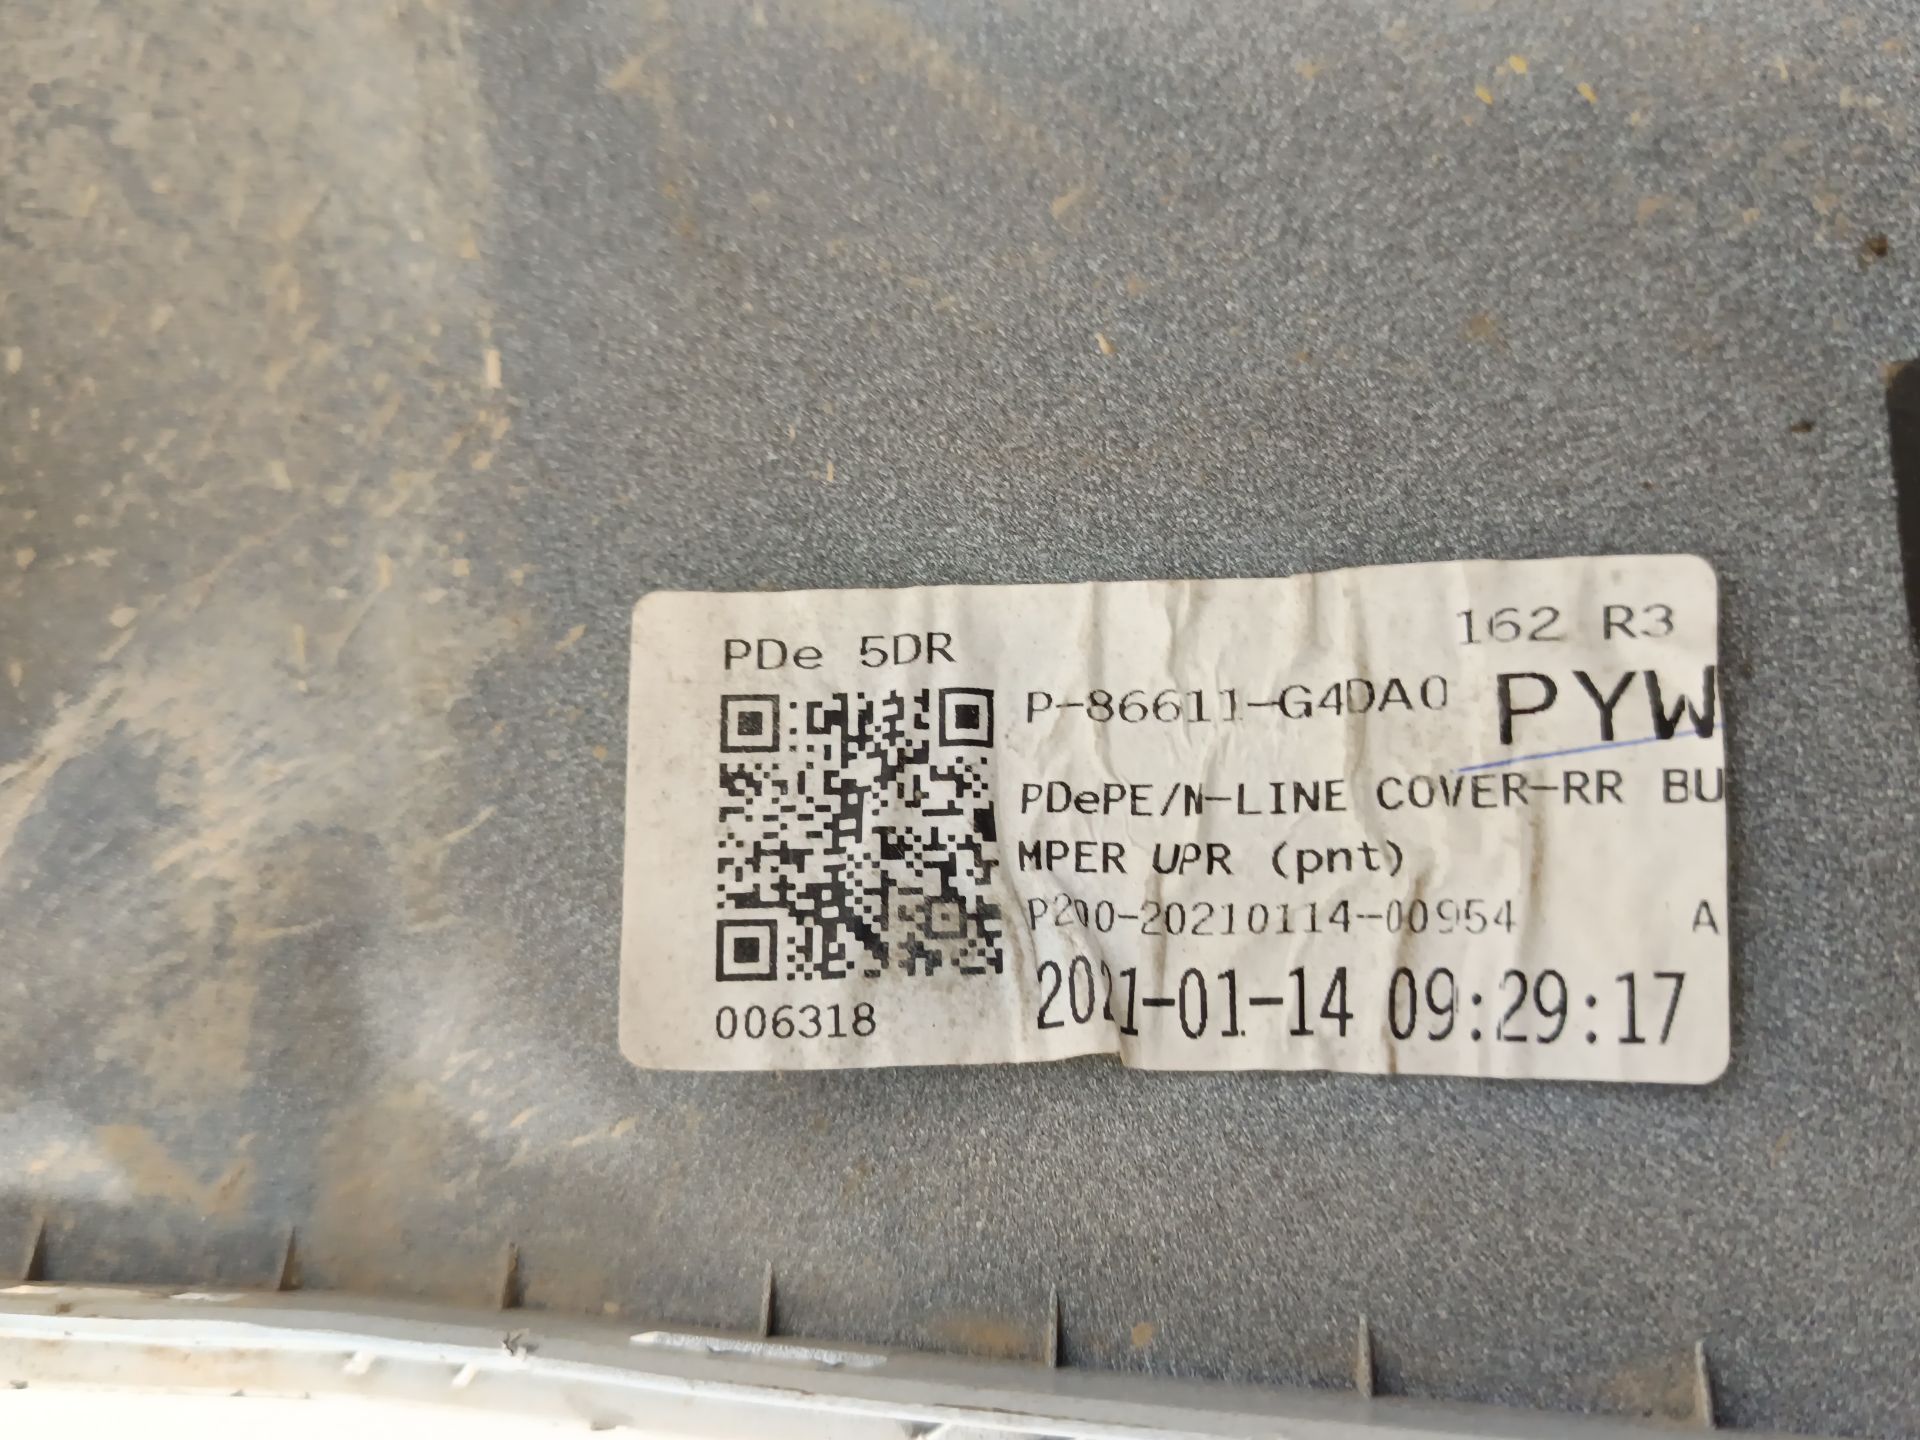 PDe 5DR
162 R3
P-86611-G4DA0
PYW
PDePE/N-LINE COVER-RR BU
MPER UPR (pnt)
P200-20210114-00954 A
2021-01-14 09:29:17
006318